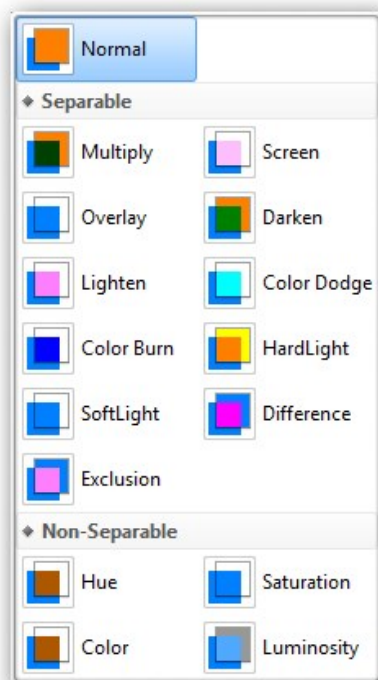 Normal
Separable
Multiply Screen
Overlay Darken
Lighten Color Dodge
Color Burn HardLight
SoftLight Difference
Exclusion
Non-Separable
Hue Saturation
Color Luminosity